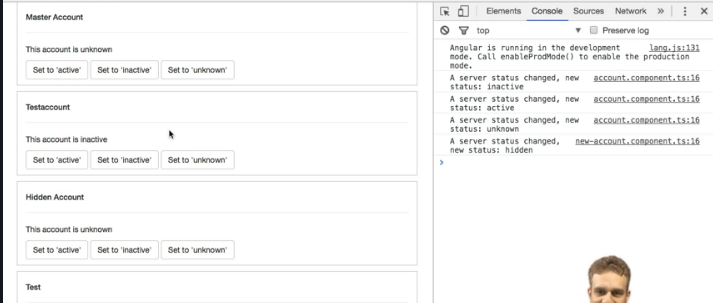 Master Account
This account is unknown
Set to 'active' Set to 'inactive' Set to 'unknown'
Testaccount
This account is inactive
Set to 'active' Set to 'inactive' Set to 'unknown'
Hidden Account
This account is unknown
Set to 'active' Set to 'inactive' Set to 'unknown'
Test
Elements Console Sources Network »
top Preserve log
Angular is running in the development lang.js:131
mode. Call enableProdMode() to enable the production
mode.
A server status changed, new account.component.ts:16
status: inactive
A server status changed, new account.component.ts:16
status: active
A server status changed, new account.component.ts:16
status: unknown
A server status changed, new-account.component.ts:16
new status: hidden